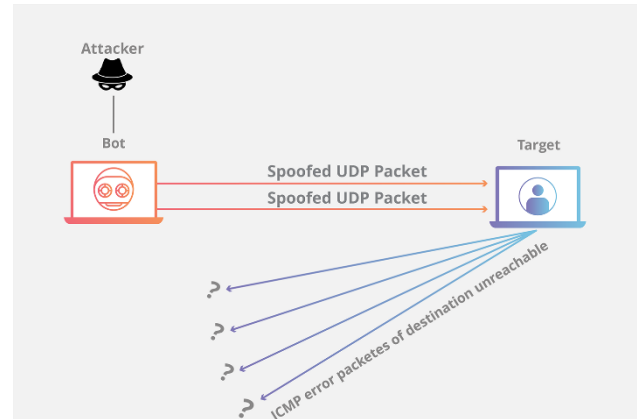 Attacker
Bot
Target
Spoofed UDP Packet
Spoofed UDP Packet
?
?
?
?
ICMP error packetes of destination unreachable